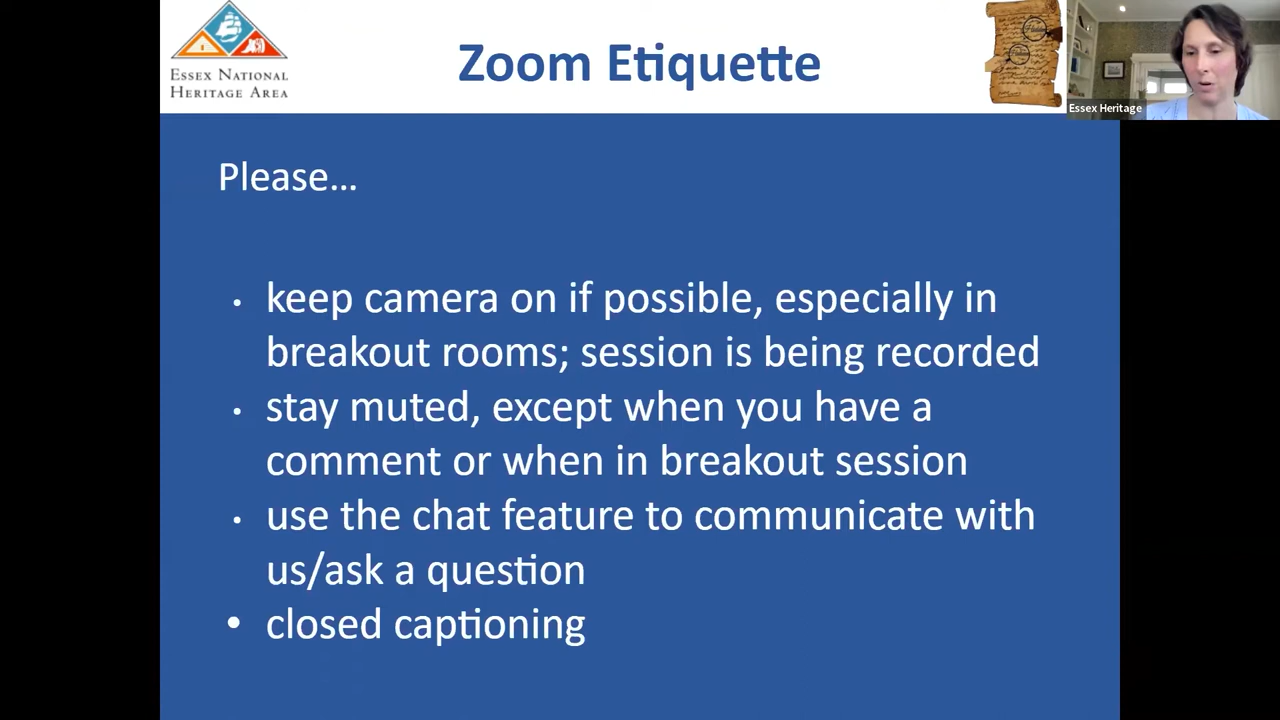 Essex National
Heritage Area
Zoom Etiquette
Essex Heritage
Please…
• keep camera on if possible, especially in
breakout rooms; session is being recorded
• stay muted, except when you have a
comment or when in breakout session
• use the chat feature to communicate with
us/ask a question
• closed captioning